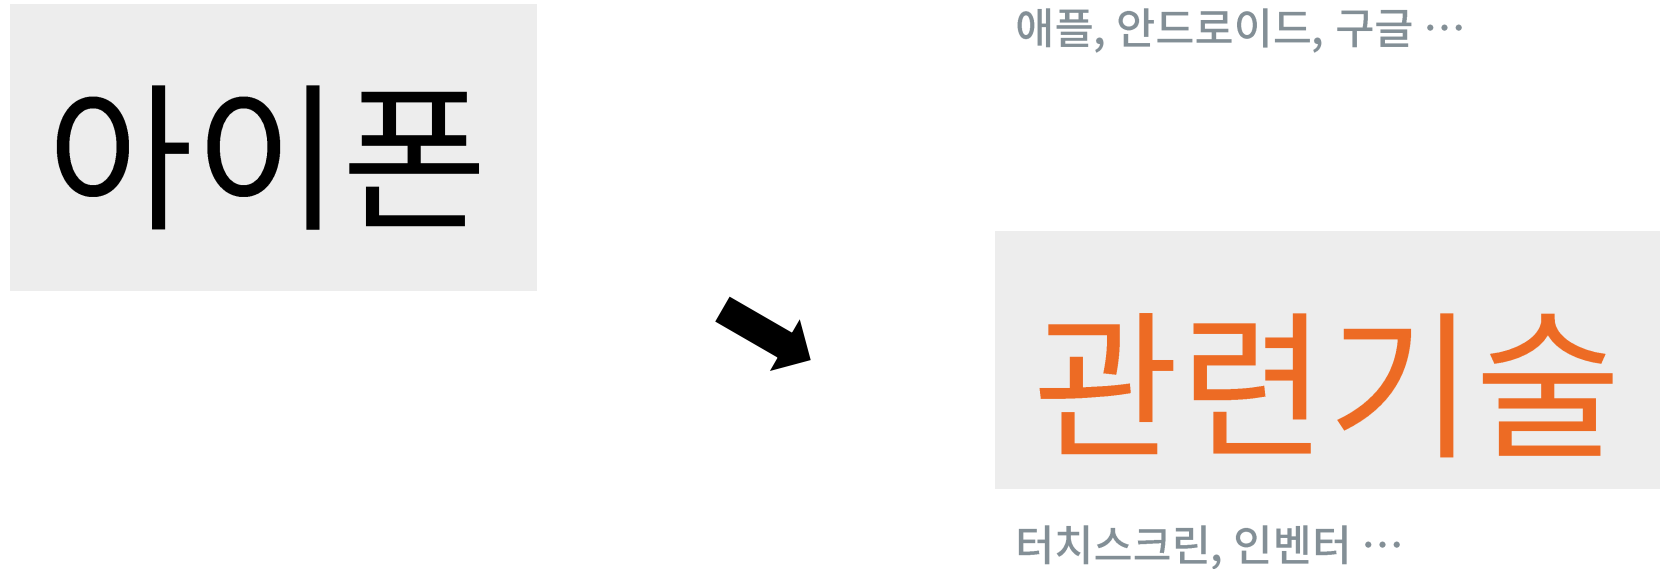 애플, 안드로이드, 구글 ···
아이폰
관련기술
터치스크린, 인벤터 ···